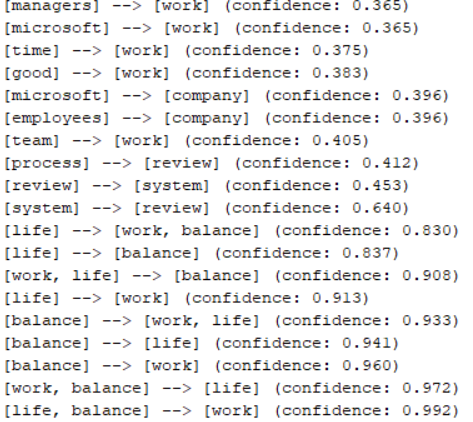 [managers] --> [work] (confidence: 0.365)
[microsoft] --> [work] (confidence: 0.365)
[time] --> [work] (confidence: 0.375)
[good] --> [work] (confidence: 0.383)
[microsoft] --> [company] (confidence: 0.396)
[employees] --> [company] (confidence: 0.396)
[team] --> [work] (confidence: 0.405)
[process] --> [review] (confidence: 0.412)
[review] --> [system] (confidence: 0.453)
[system] --> [review] (confidence: 0.640)
[life] --> [work, balance] (confidence: 0.830)
[life] --> [balance] (confidence: 0.837)
[work, life] --> [balance] (confidence: 0.908)
[life] --> [work] (confidence: 0.913)
[balance] --> [work, life] (confidence: 0.933)
[balance] --> [life] (confidence: 0.941)
[balance] --> [work] (confidence: 0.960)
[work, balance] --> [life] (confidence: 0.972)
[life, balance] --> [work] (confidence: 0.992)